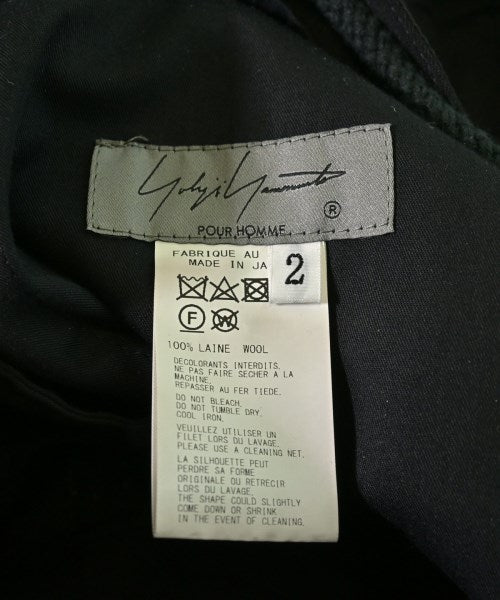 Yohji Yamamoto
®
POUR HOMME
FABRIQUE AU
MADE IN JA
2
F
W
100% LAINE WOOL
DECOLORANTS INTERDITS.
NE PAS FAIRE SECHER A LA
MACHINE.
REPASSER AU FER TIEDE.
DO NOT BLEACH.
DO NOT TUMBLE DRY.
COOL IRON.
VEUILLEZ UTILISER UN
FILET LORS DU LAVAGE.
PLEASE USE A CLEANING NET.
LA SILHOUETTE PEUT
PERDRE SA FORME
ORIGINALE OU RETRECIR
LORS DU LAVAGE.
THE SHAPE COULD SLIGHTLY
COME DOWN OR SHRINK
IN THE EVENT OF CLEANING.